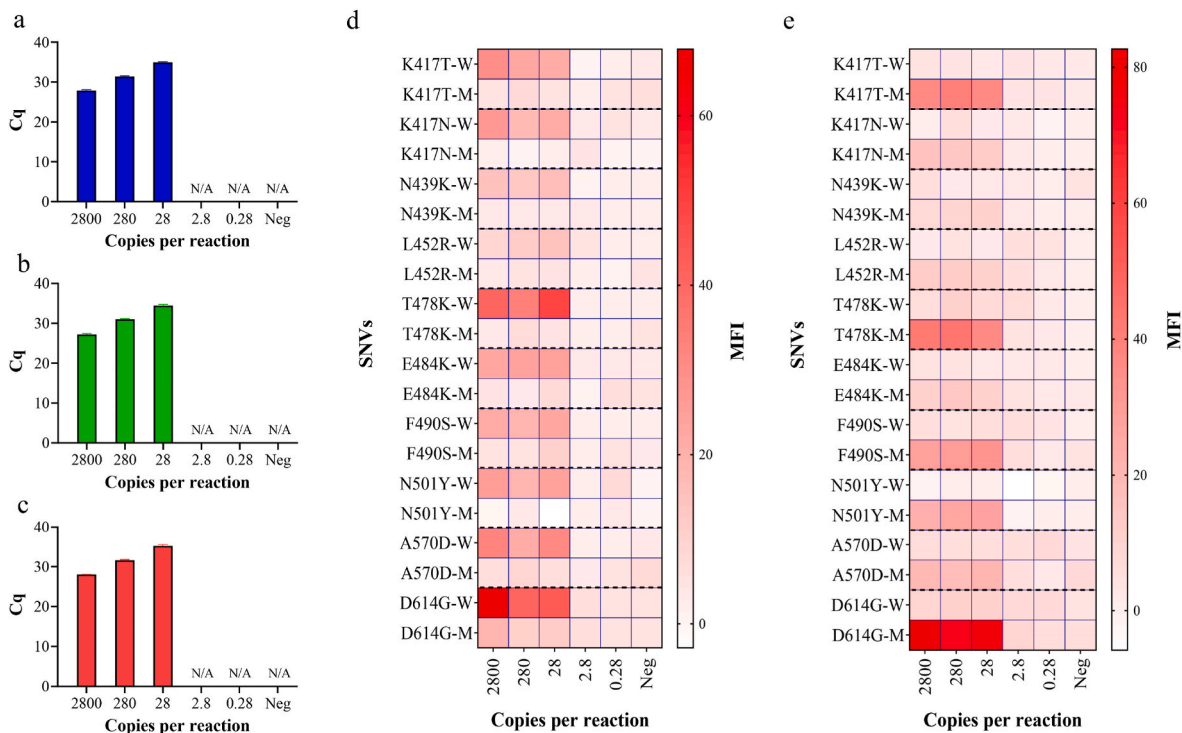 a
40
30
20
10
0
Cq
N/A N/A N/A
2800 280 28 2.8 0.28 Neg
Copies per reaction
b
40
30
20
10
0
Cq
N/A N/A N/A
2800 280 28 2.8 0.28 Neg
Copies per reaction
c
40
30
20
10
0
Cq
N/A N/A N/A
2800 280 28 2.8 0.28 Neg
Copies per reaction
d
SNVs
K417T-W
K417T-M
K417N-W
K417N-M
N439K-W
N439K-M
L452R-W
L452R-M
T478K-W
T478K-M
E484K-W
E484K-M
F490S-W
F490S-M
N501Y-W
N501Y-M
A570D-W
A570D-M
D614G-W
D614G-M
2800 280 28 2.8 0.28 Neg
Copies per reaction
60
40
20
0
MFI
e
SNVs
K417T-W
K417T-M
K417N-W
K417N-M
N439K-W
N439K-M
L452R-W
L452R-M
T478K-W
T478K-M
E484K-W
E484K-M
F490S-W
F490S-M
N501Y-W
N501Y-M
A570D-W
A570D-M
D614G-W
D614G-M
2800 280 28 2.8 0.28 Neg
Copies per reaction
80
60
40
20
0
MFI